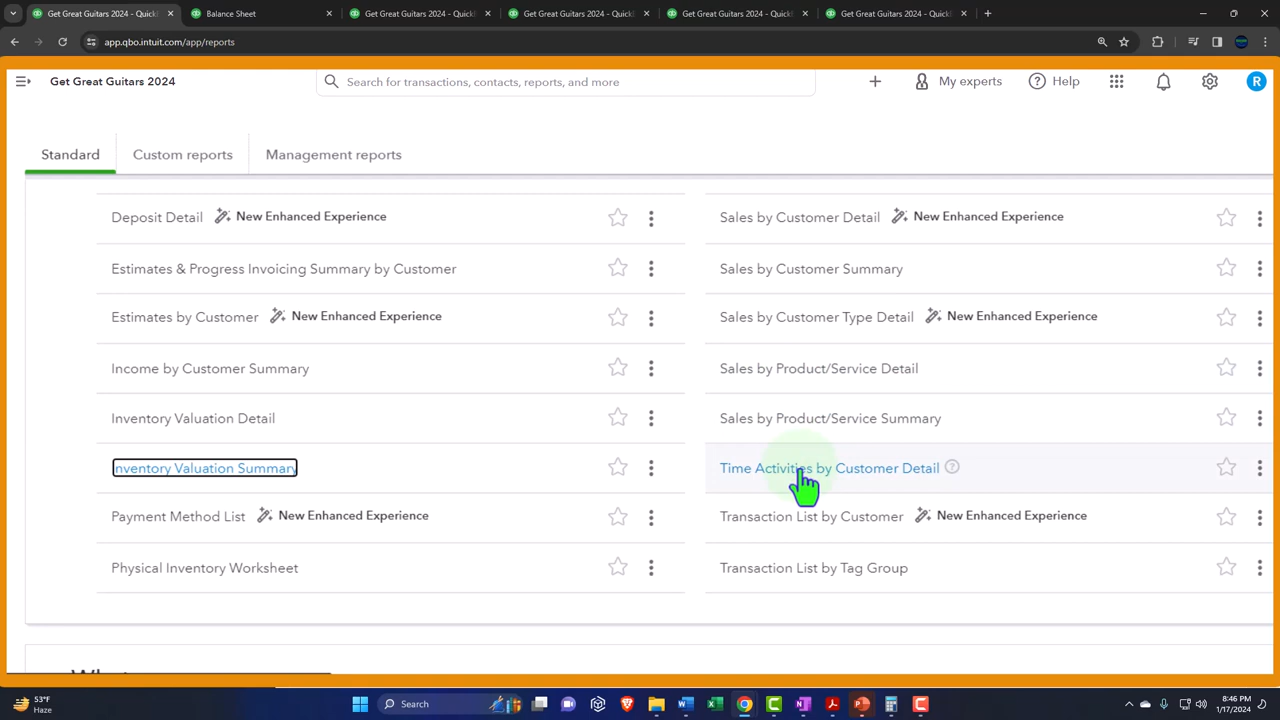 Get Great Guitars 2024 - QuickB
Balance Sheet
Get Great Guitars 2024 - QuickB
Get Great Guitars 2024 - QuickB
Get Great Guitars 2024 - QuickB
Get Great Guitars 2024 - QuickB
app.qbo.intuit.com/app/reports
Get Great Guitars 2024
Search for transactions, contacts, reports, and more
My experts
Help
R
Standard
Custom reports
Management reports
Deposit Detail New Enhanced Experience
Sales by Customer Detail New Enhanced Experience
Estimates & Progress Invoicing Summary by Customer
Sales by Customer Summary
Estimates by Customer New Enhanced Experience
Sales by Customer Type Detail New Enhanced Experience
Income by Customer Summary
Sales by Product/Service Detail
Inventory Valuation Detail
Sales by Product/Service Summary
Inventory Valuation Summary
Time Activities by Customer Detail
Payment Method List New Enhanced Experience
Transaction List by Customer New Enhanced Experience
Physical Inventory Worksheet
Transaction List by Tag Group
53°F
Haze
Search
8:46 PM
1/17/2024